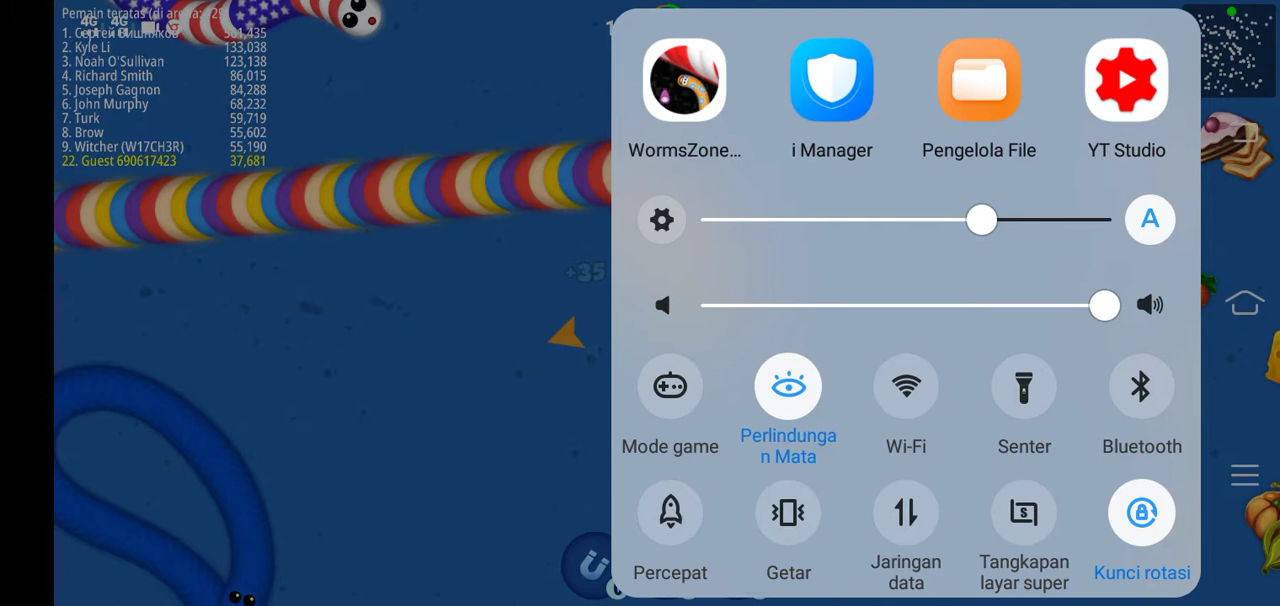 Pemain teratas (di arena:
4G 4G
1. Сергей Вишняков
2. Kyle Li 133,038
3. Noah O'Sullivan 123,138
4. Richard Smith 86,015
5. Joseph Gagnon 84,288
6. John Murphy 68,232
7. Turk 59,719
8. Brow 55,602
9. Witcher (W17CH3R) 55,190
22. Guest 690617423 37,681
+35
WormsZone...
i Manager
Pengelola File
YT Studio
A
Mode game
Perlindunga
n Mata
Wi-Fi
Senter
Bluetooth
S
Percepat
Getar
Jaringan
data
Tangkapan
layar super
Kunci rotasi